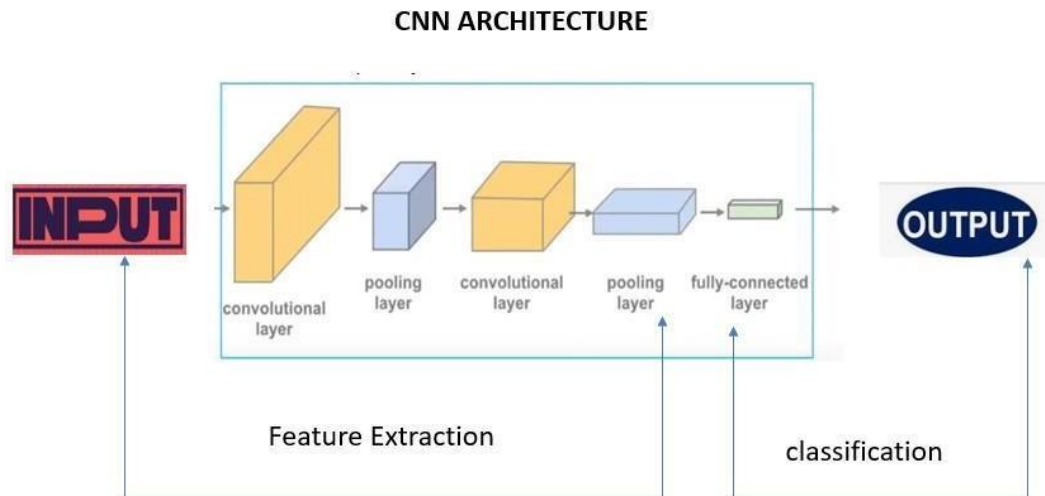 CNN ARCHITECTURE
INPUT
OUTPUT
convolutional
layer
pooling
layer
convolutional
layer
pooling
layer
fully-connected
layer
Feature Extraction
classification